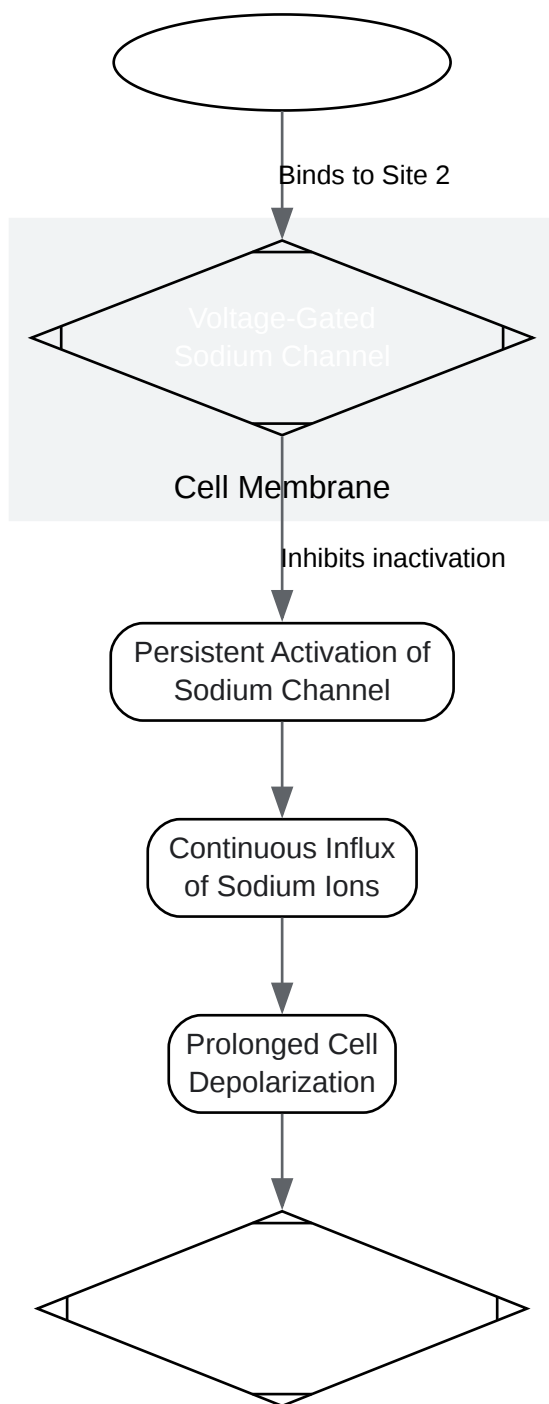 Binds to Site 2
Voltage-Gated
Sodium Channel
Cell Membrane
Inhibits inactivation
Persistent Activation of
Sodium Channel
Continuous Influx
of Sodium Ions
Prolonged Cell
Depolarization